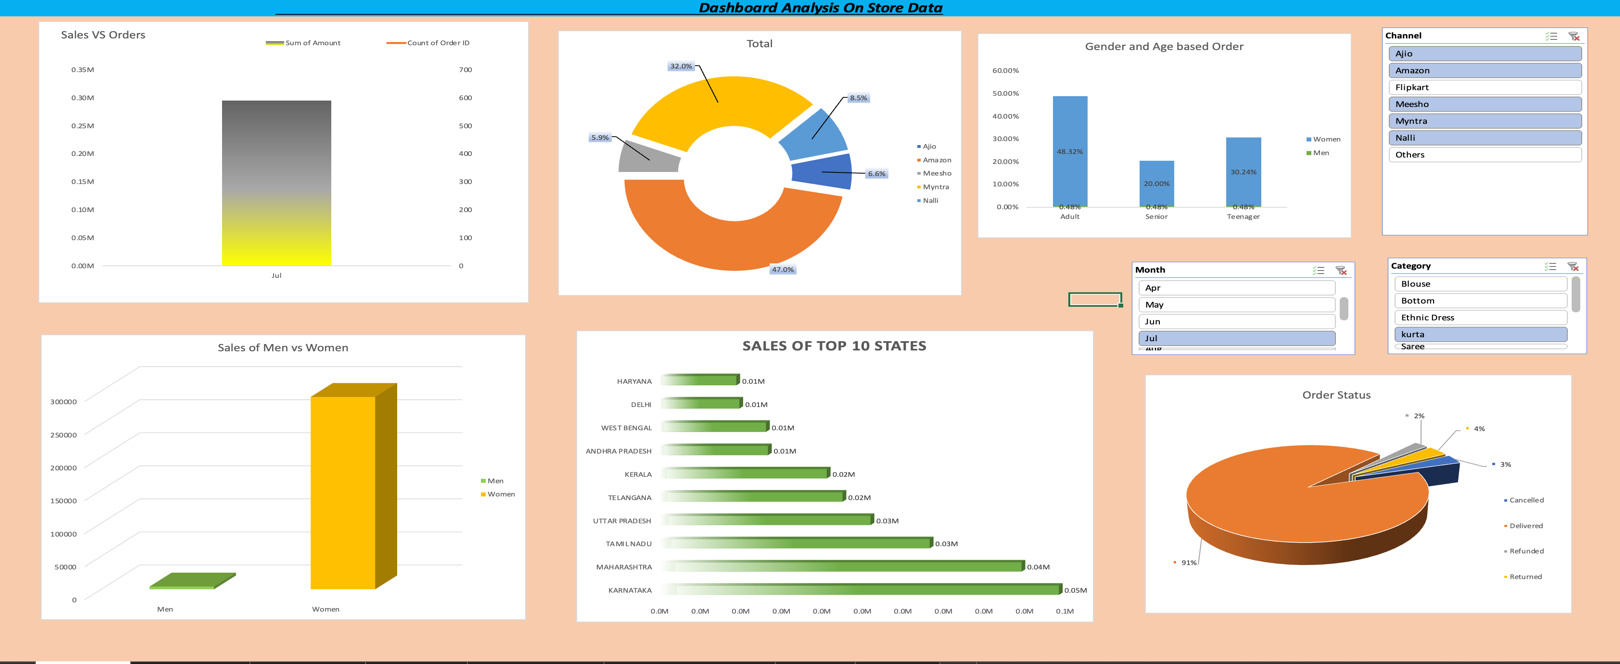 Dashboard Analysis On Store Data
Sales VS Orders
Sum of Amount
Count of Order ID
0.35M
0.30M
0.25M
0.20M
0.15M
0.10M
0.05M
0.00M
700
600
500
400
300
200
100
0
Jul
Total
32.0%
8.5%
5.9%
6.6%
47.0%
Ajio
Amazon
Meesho
Myntra
Nalli
Gender and Age based Order
60.00%
50.00%
40.00%
30.00%
20.00%
10.00%
0.00%
48.32%
20.00%
30.24%
0.48%
0.48%
0.48%
Adult
Senior
Teenager
Women
Men
Channel
Ajio
Amazon
Flipkart
Meesho
Myntra
Nalli
Others
Month
Apr
May
Jun
Jul
Category
Blouse
Bottom
Ethnic Dress
kurta
Saree
Sales of Men vs Women
300000
250000
200000
150000
100000
50000
0
Men
Women
Men
Women
SALES OF TOP 10 STATES
HARYANA 0.01M
DELHI 0.01M
WEST BENGAL 0.01M
ANDHRA PRADESH 0.01M
KERALA 0.02M
TELANGANA 0.02M
UTTAR PRADESH 0.03M
TAMIL NADU 0.03M
MAHARASHTRA 0.04M
KARNATAKA 0.05M
0.0M 0.0M 0.0M 0.0M 0.0M 0.0M 0.0M 0.0M 0.0M 0.0M 0.1M
Order Status
2%
4%
3%
91%
Cancelled
Delivered
Refunded
Returned